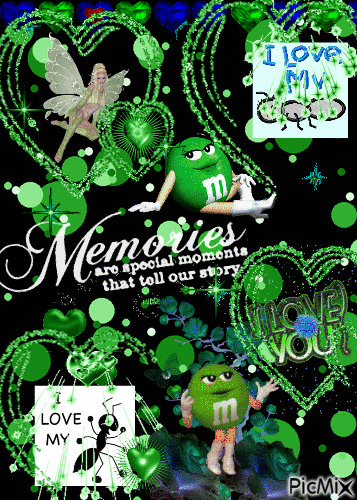 I love
My
m
Memories
are special moments
that tell our story
I LOVE
YOU!
I
LOVE
MY
m
PicMix